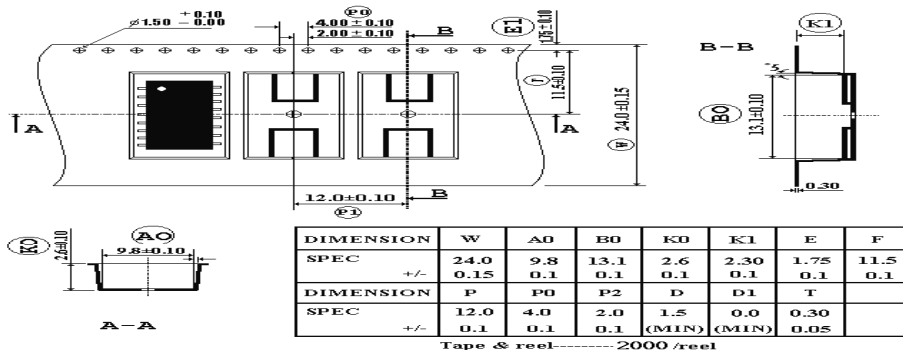 + 0.10
⌀1.50 - 0.00
P0
4.00 ± 0.10
2.00 ± 0.10
B
E1
1.75±0.10
F
11.5±0.10
W 24.0±0.15
A
A
B
12.0±0.10
P1
B-B
K1
5°
B0
13.1±0.10
0.30
K0
2.6±0.10
A0
9.8±0.10
A-A
DIMENSION W A0 B0 K0 K1 E F
SPEC 24.0 9.8 13.1 2.6 2.30 1.75 11.5
+/- 0.15 0.1 0.1 0.1 0.1 0.1 0.1
DIMENSION P P0 P2 D D1 T
SPEC 12.0 4.0 2.0 1.5 0.0 0.30
+/- 0.1 0.1 0.1 (MIN) (MIN) 0.05
Tape & reel--------- 2000 /reel